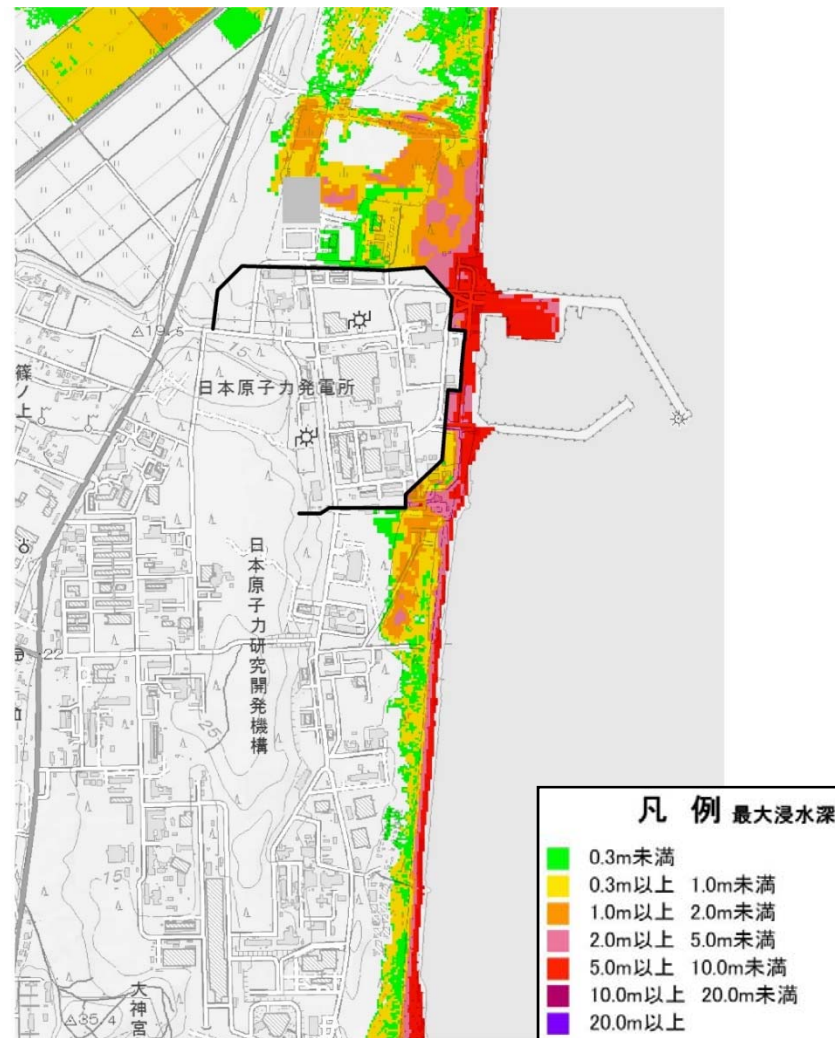 19.5
15
篠ノ上
日本原子力発電所
日本原子力研究開発機構
22
25
15
大神宮
35.4
凡 例 最大浸水深
0.3m未満
0.3m以上 1.0m未満
1.0m以上 2.0m未満
2.0m以上 5.0m未満
5.0m以上 10.0m未満
10.0m以上 20.0m未満
20.0m以上